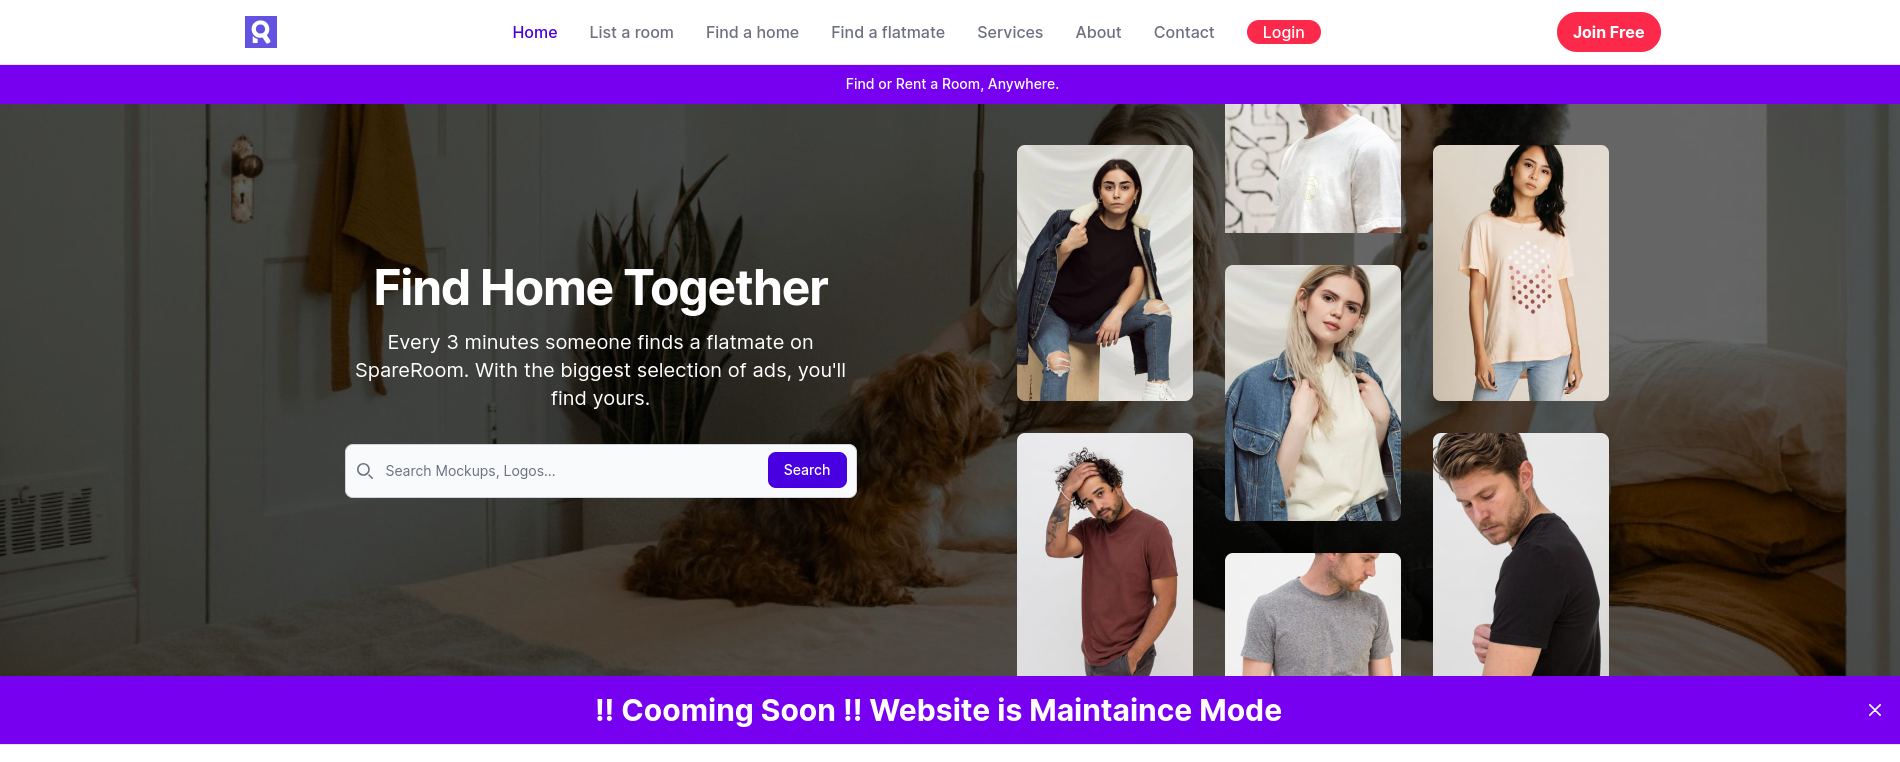 Home List a room Find a home Find a flatmate Services About Contact Login Join Free
Find or Rent a Room, Anywhere.
Find Home Together
Every 3 minutes someone finds a flatmate on
SpareRoom. With the biggest selection of ads, you'll
find yours.
Search Mockups, Logos... Search
!! Cooming Soon !! Website is Maintaince Mode